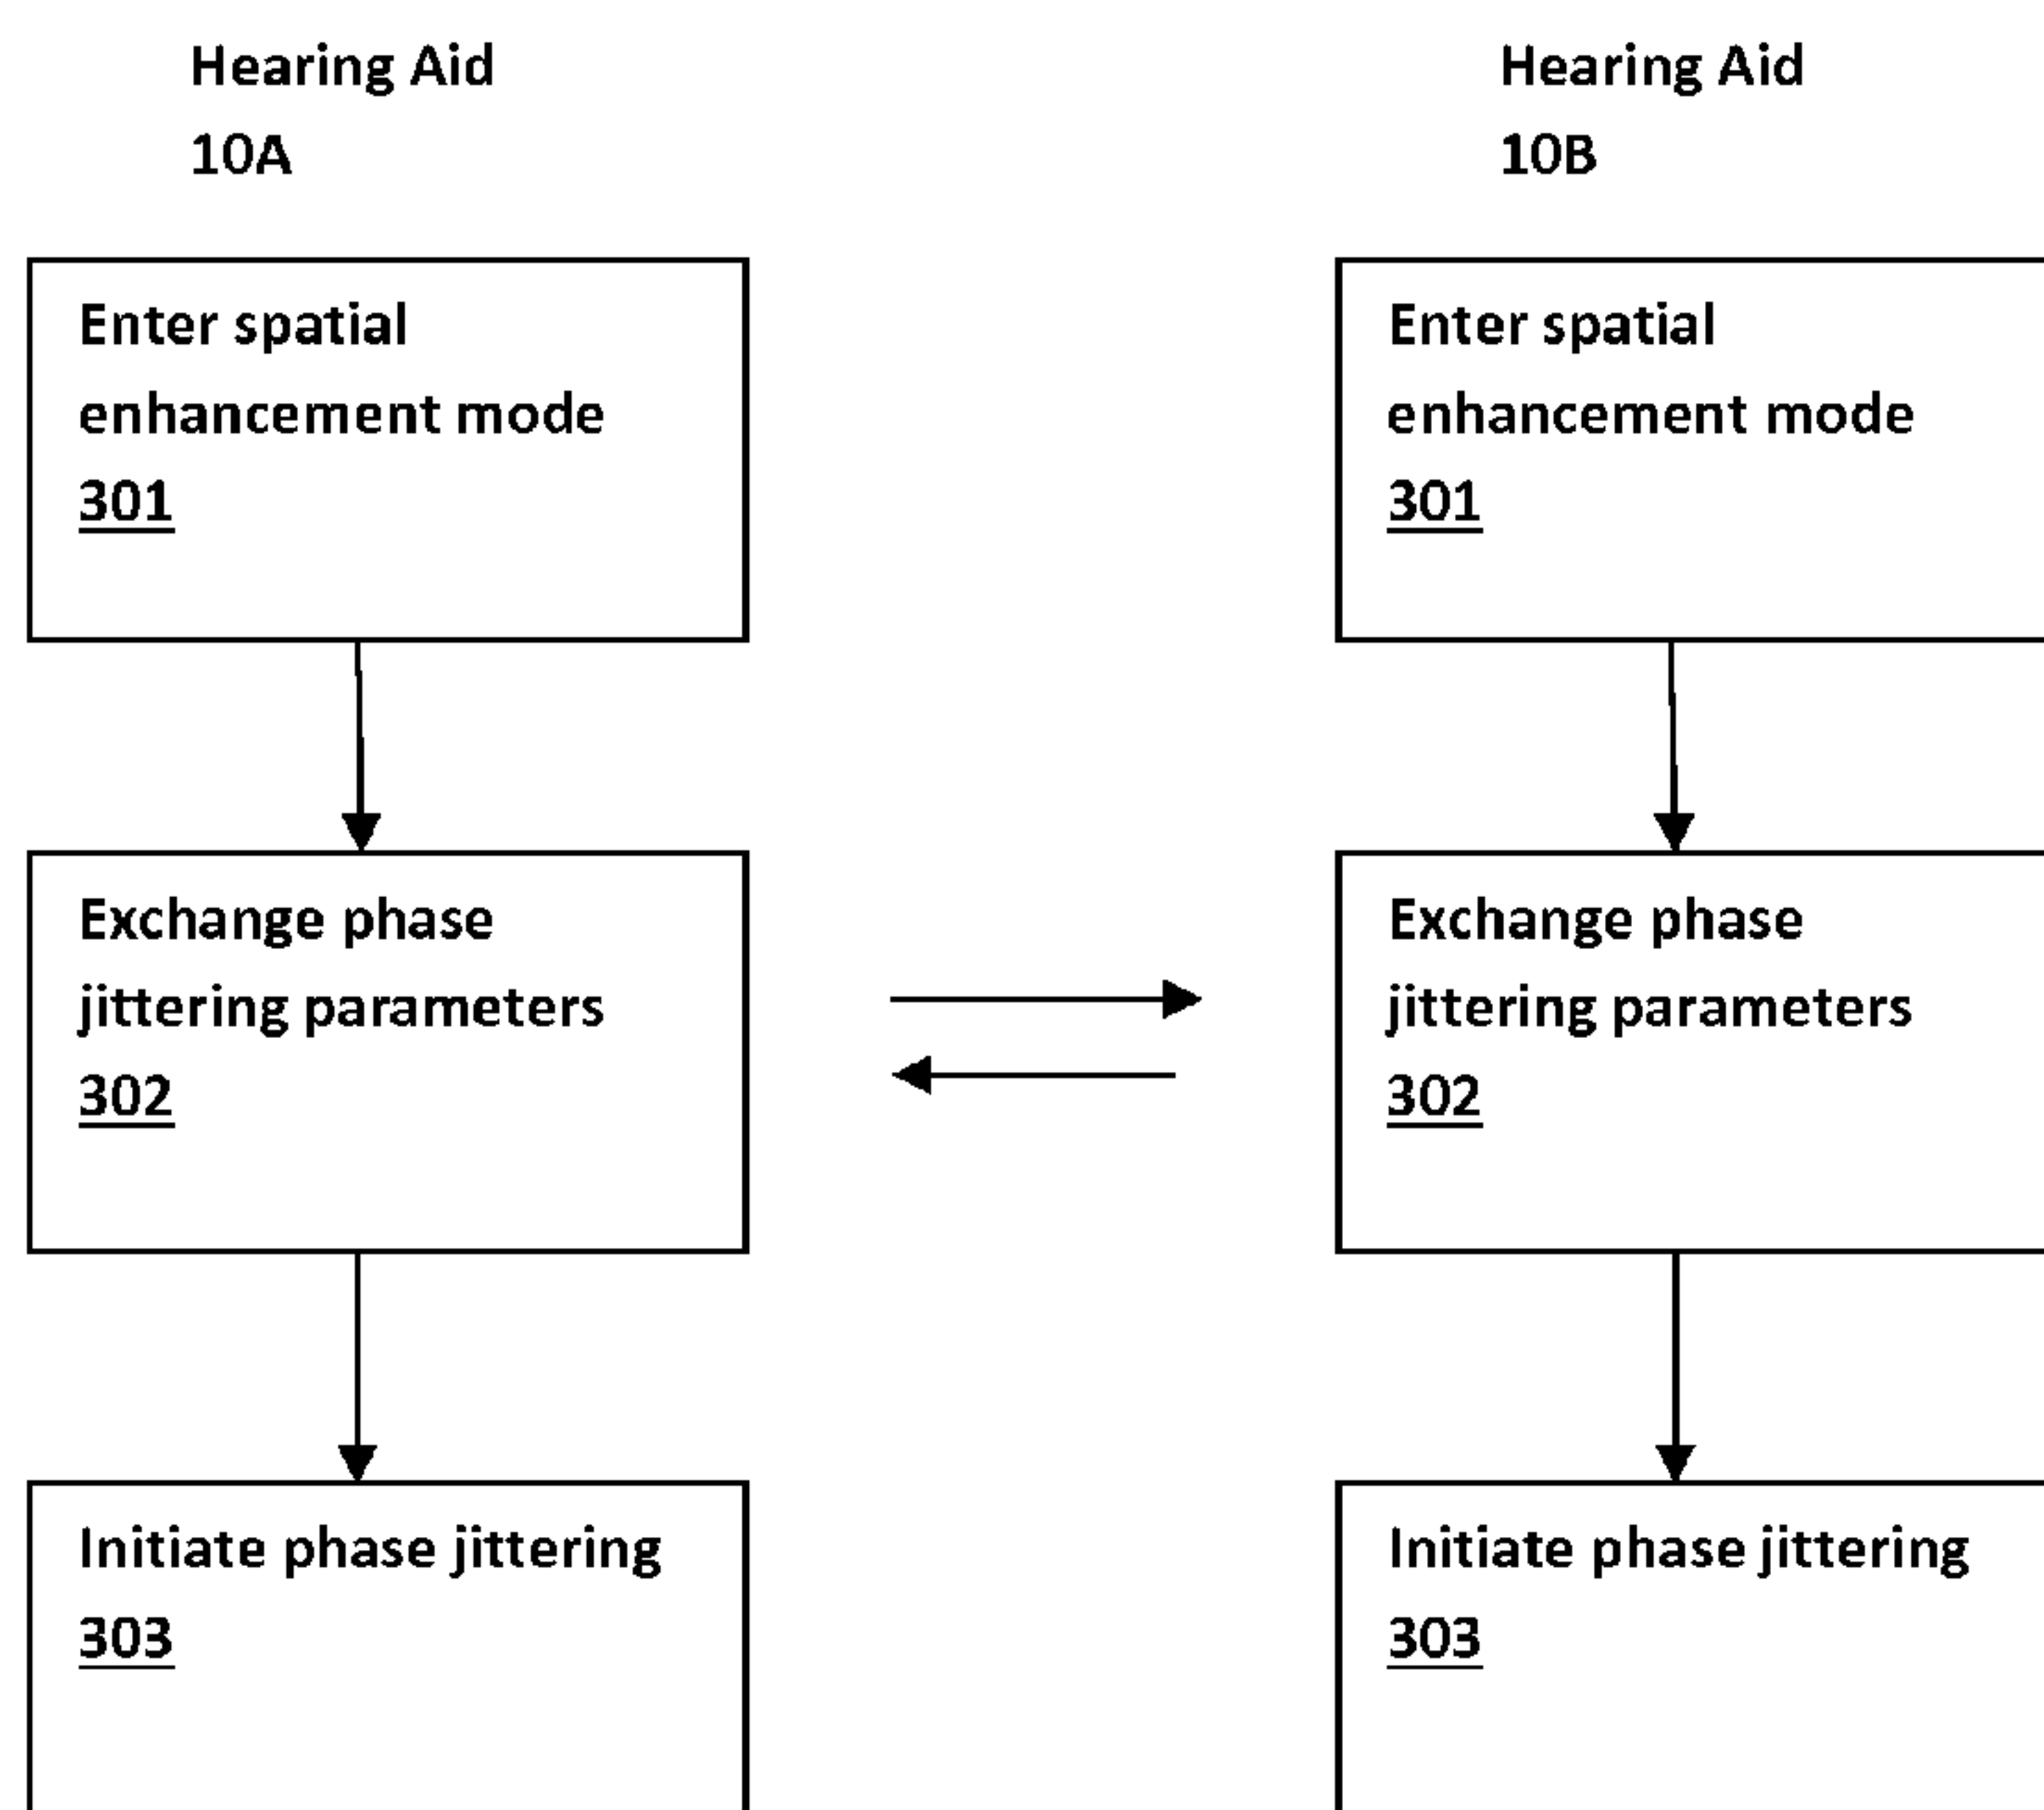 Hearing Aid
10A
Enter spatial
enhancement mode
301
Exchange phase
jittering parameters
302
Initiate phase jittering
303
Hearing Aid
10B
Enter spatial
enhancement mode
301
Exchange phase
jittering parameters
302
Initiate phase jittering
303